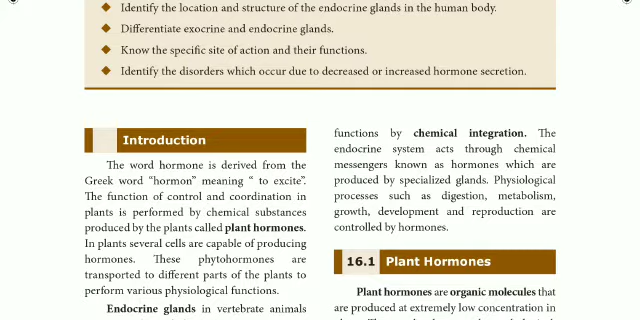 ◆ Identify the location and structure of the endocrine glands in the human body.
◆ Differentiate exocrine and endocrine glands.
◆ Know the specific site of action and their functions.
◆ Identify the disorders which occur due to decreased or increased hormone secretion.
Introduction
The word hormone is derived from the
Greek word “hormon” meaning “ to excite”.
The function of control and coordination in
plants is performed by chemical substances
produced by the plants called plant hormones.
In plants several cells are capable of producing
hormones. These phytohormones are
transported to different parts of the plants to
perform various physiological functions.
Endocrine glands in vertebrate animals
functions by chemical integration. The
endocrine system acts through chemical
messengers known as hormones which are
produced by specialized glands. Physiological
processes such as digestion, metabolism,
growth, development and reproduction are
controlled by hormones.
16.1 Plant Hormones
Plant hormones are organic molecules that
are produced at extremely low concentration in